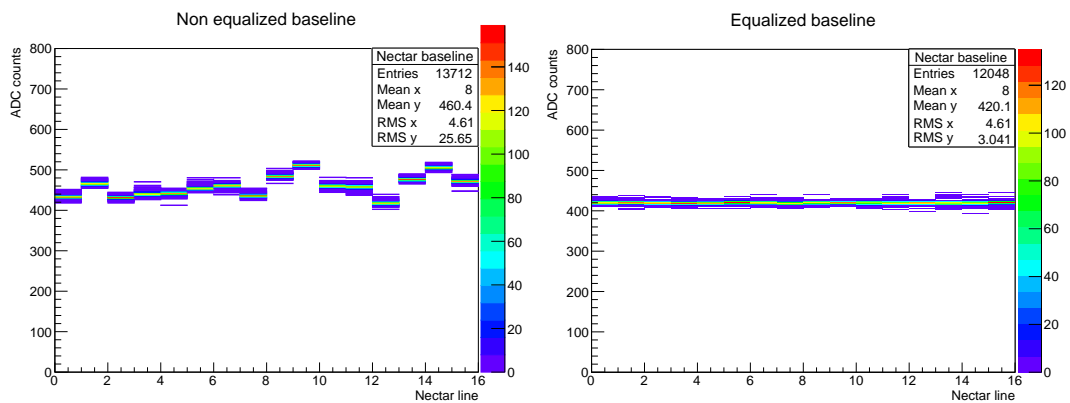 Non equalized baseline
ADC counts
800
700
600
500
400
300
200
100
0
0 2 4 6 8 10 12 14 16
Nectar line
Nectar baseline
Entries 13712
Mean x 8
Mean y 460.4
RMS x 4.61
RMS y 25.65
140
120
100
80
60
40
20
0
Equalized baseline
ADC counts
800
700
600
500
400
300
200
100
0
0 2 4 6 8 10 12 14 16
Nectar line
Nectar baseline
Entries 12048
Mean x 8
Mean y 420.1
RMS x 4.61
RMS y 3.041
120
100
80
60
40
20
0